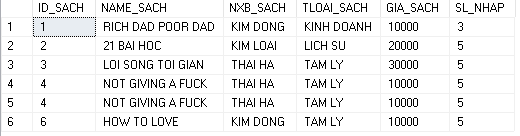 ID_SACH NAME_SACH NXB_SACH TLOAI_SACH GIA_SACH SL_NHAP
1 1 RICH DAD POOR DAD KIM DONG KINH DOANH 10000 3
2 2 21 BAI HOC KIM LOAI LICH SU 20000 5
3 3 LOI SONG TOI GIAN THAI HA TAM LY 30000 5
4 4 NOT GIVING A FUCK THAI HA TAM LY 10000 5
5 4 NOT GIVING A FUCK THAI HA TAM LY 10000 5
6 6 HOW TO LOVE KIM DONG TAM LY 10000 5